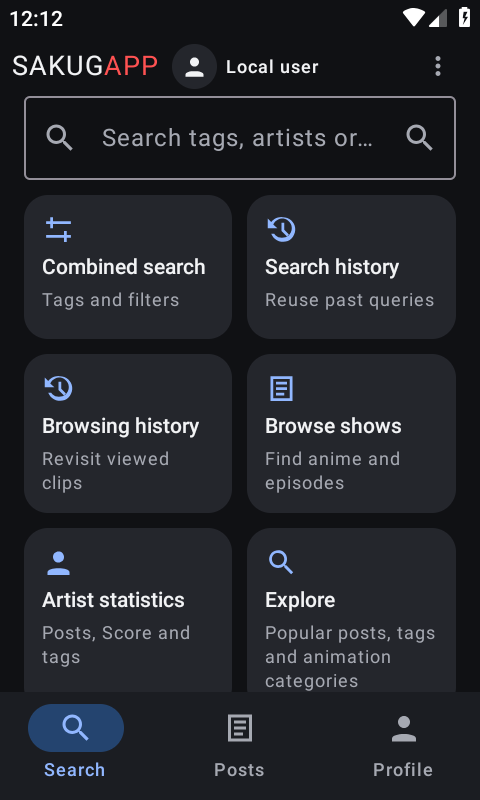 12:12
SAKUGAPP
Local user
Search tags, artists or…
Combined search
Tags and filters
Search history
Reuse past queries
Browsing history
Revisit viewed
clips
Browse shows
Find anime and
episodes
Artist statistics
Posts, Score and
tags
Explore
Popular posts, tags
and animation
categories
Search
Posts
Profile